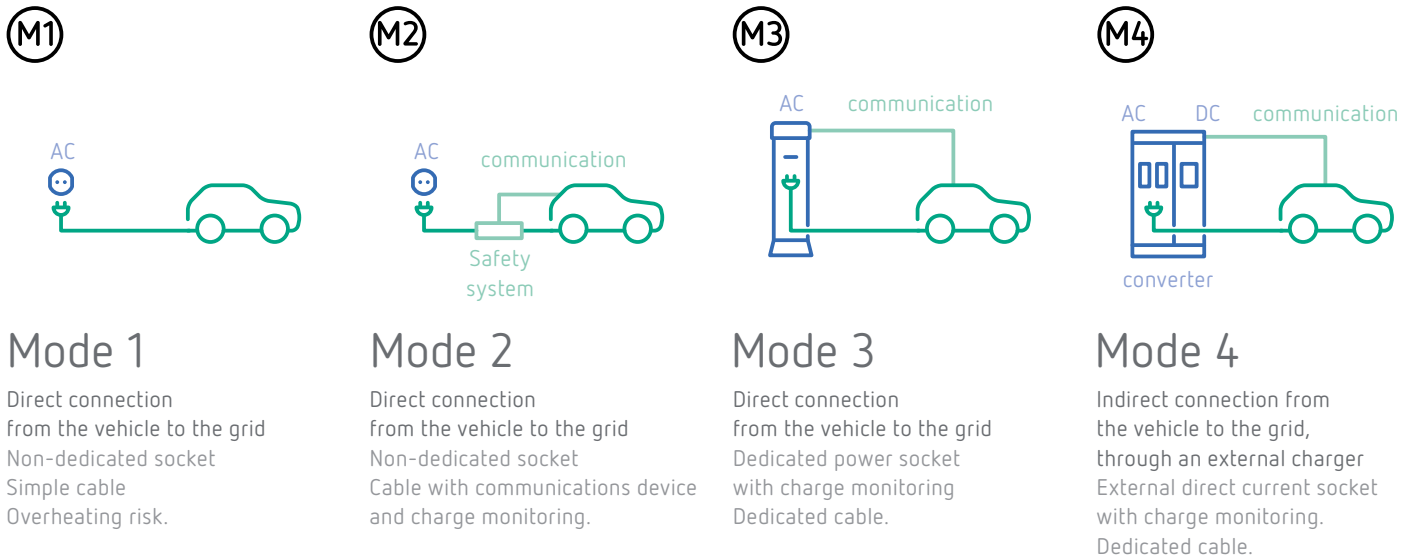 M1
AC
Mode 1
Direct connection
from the vehicle to the grid
Non-dedicated socket
Simple cable
Overheating risk.
M2
AC
communication
Safety
system
Mode 2
Direct connection
from the vehicle to the grid
Non-dedicated socket
Cable with communications device
and charge monitoring.
M3
AC
communication
Mode 3
Direct connection
from the vehicle to the grid
Dedicated power socket
with charge monitoring
Dedicated cable.
M4
AC
DC
communication
converter
Mode 4
Indirect connection from
the vehicle to the grid,
through an external charger
External direct current socket
with charge monitoring.
Dedicated cable.